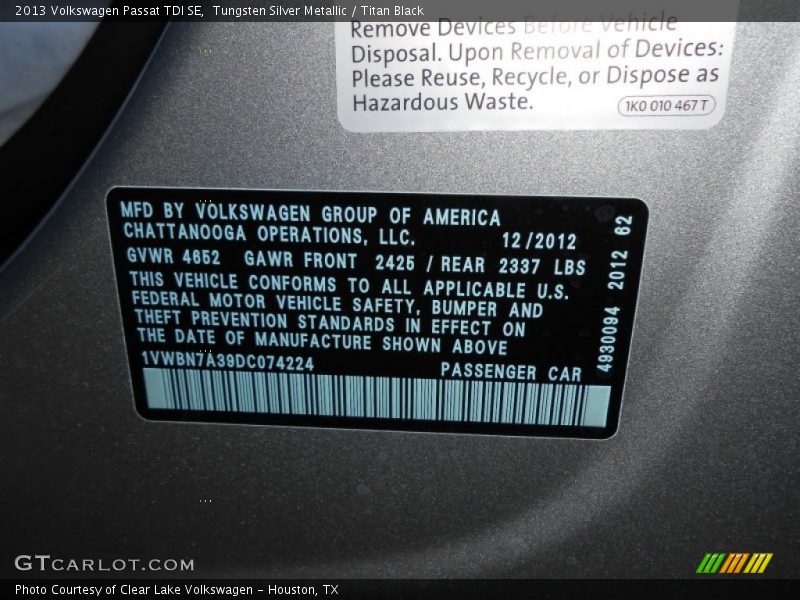 2013 Volkswagen Passat TDI SE,  Tungsten Silver Metallic / Titan Black
Remove Devices Before Vehicle
Disposal. Upon Removal of Devices:
Please Reuse, Recycle, or Dispose as
Hazardous Waste.
1K0 010 467 T
MFD BY VOLKSWAGEN GROUP OF AMERICA
CHATTANOOGA OPERATIONS, LLC. 12/2012
GVWR 4652 GAWR FRONT 2425 / REAR 2337 LBS
THIS VEHICLE CONFORMS TO ALL APPLICABLE U.S.
FEDERAL MOTOR VEHICLE SAFETY, BUMPER AND
THEFT PREVENTION STANDARDS IN EFFECT ON
THE DATE OF MANUFACTURE SHOWN ABOVE
1VWBN7A39DC074224 PASSENGER CAR
4930094 2012 62
GTCARLOT.COM
Photo Courtesy of Clear Lake Volkswagen – Houston, TX